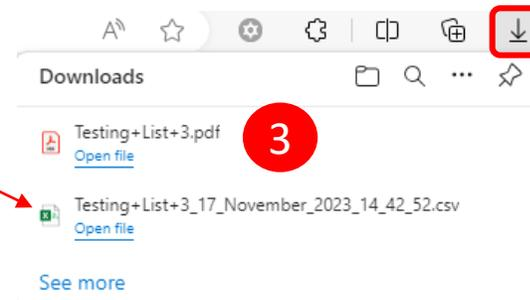 A
Downloads
Testing+List+3.pdf
Open file
3
Testing+List+3_17_November_2023_14_42_52.csv
Open file
See more